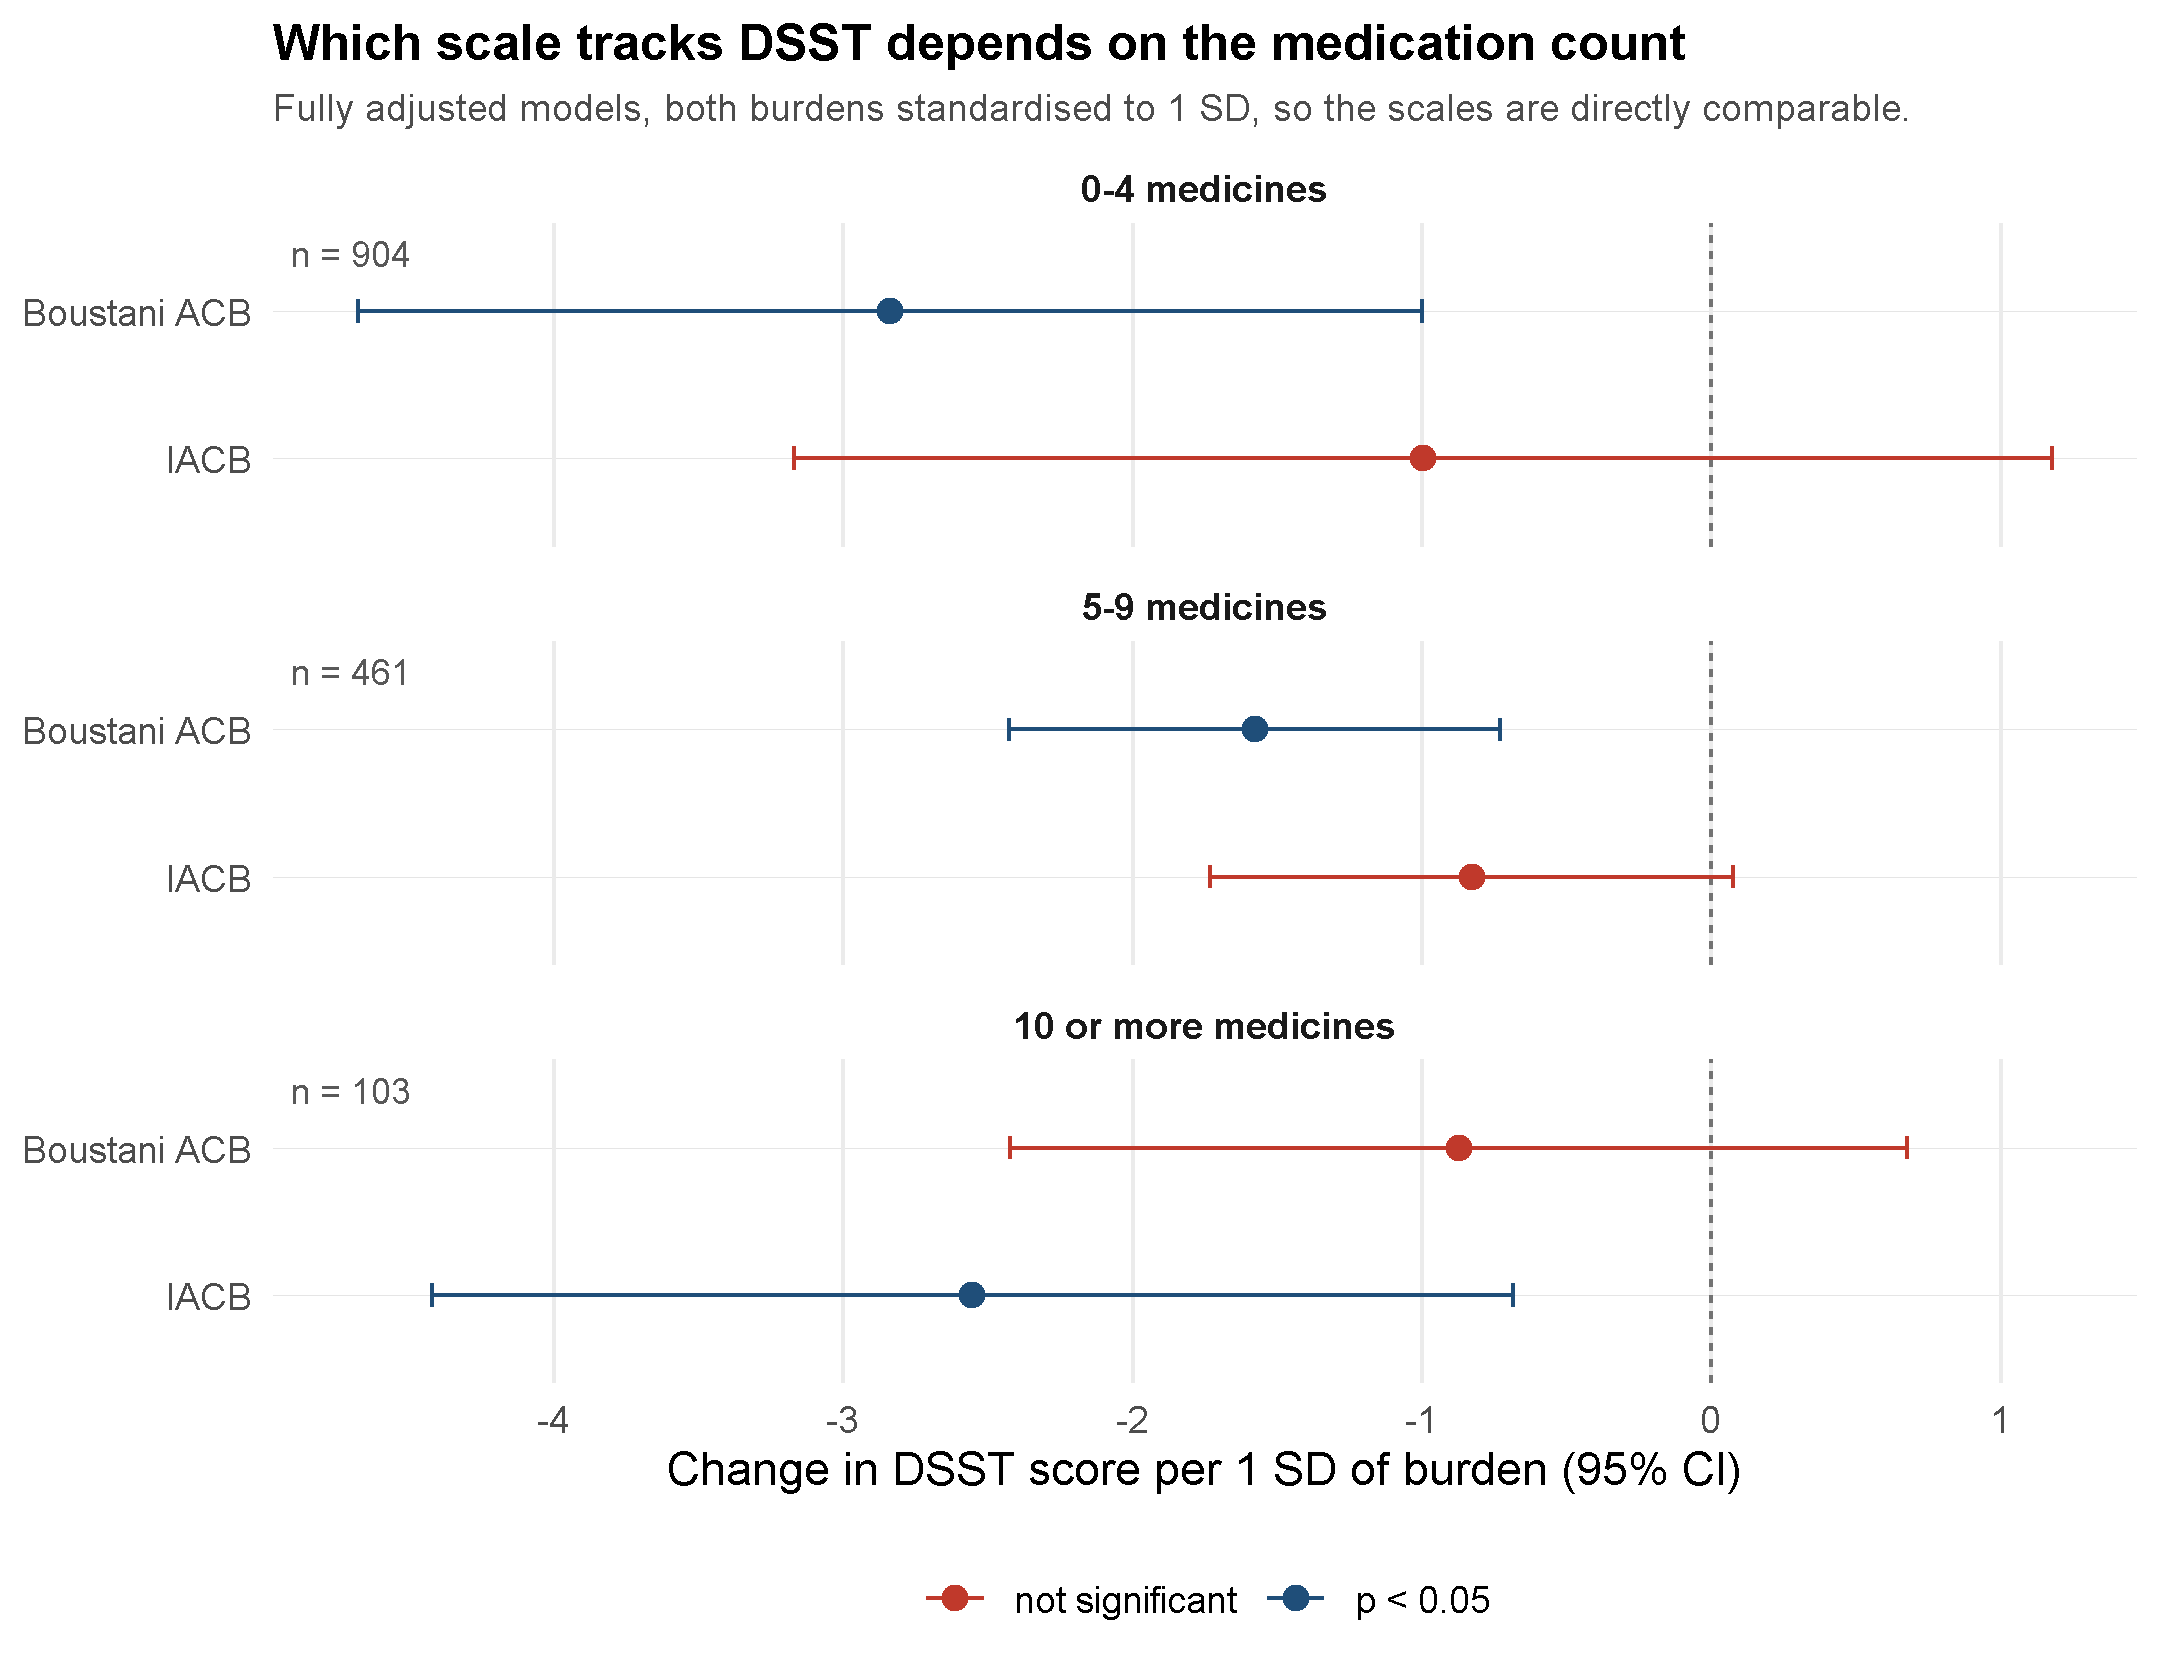 Which scale tracks DSST depends on the medication count
Fully adjusted models, both burdens standardised to 1 SD, so the scales are directly comparable.
0-4 medicines
n = 904
Boustani ACB
IACB
5-9 medicines
n = 461
Boustani ACB
IACB
10 or more medicines
n = 103
Boustani ACB
IACB
-4 -3 -2 -1 0 1
Change in DSST score per 1 SD of burden (95% CI)
not significant p < 0.05